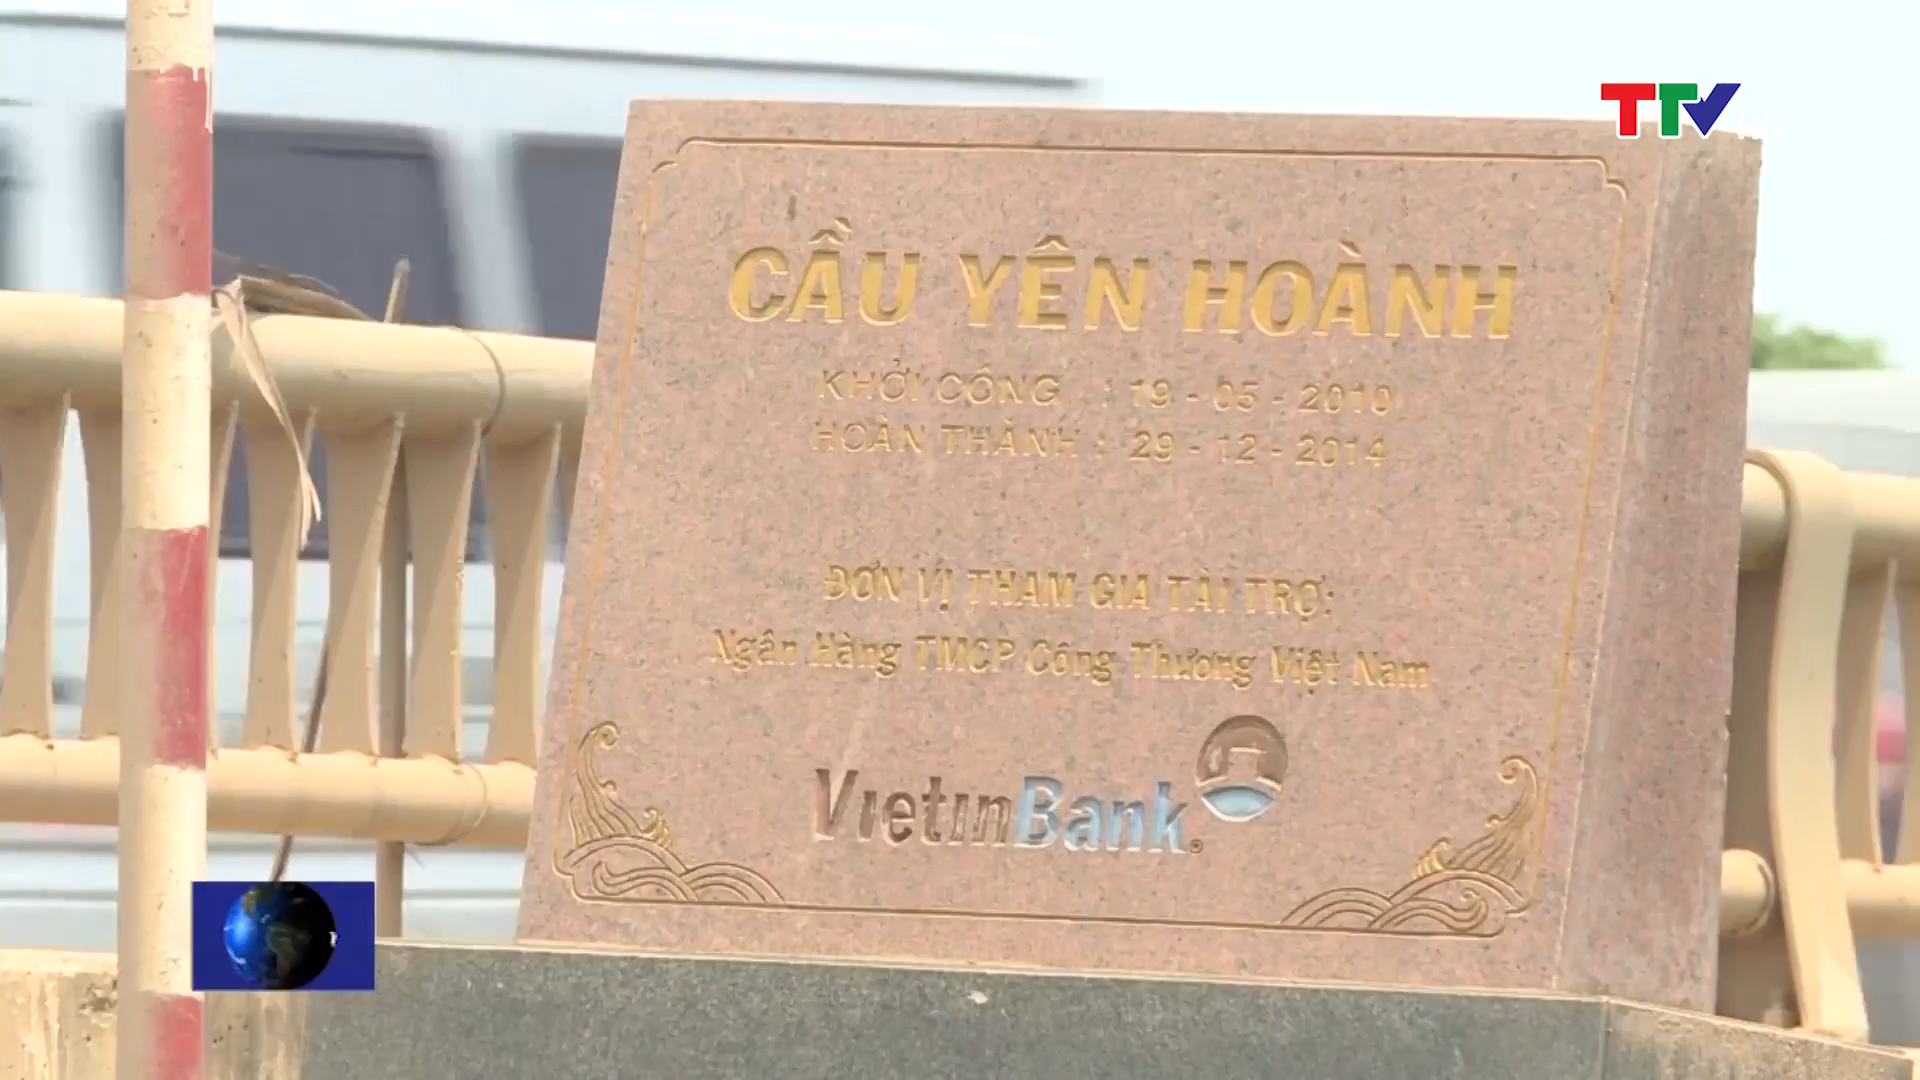 TTV
CẦU YÊN HOÀNH
KHỞI CÔNG : 19 - 05 - 2010
HOÀN THÀNH : 29 - 12 - 2014
ĐƠN VỊ THAM GIA TÀI TRỢ:
Ngân Hàng TMCP Công Thương Việt Nam
VietinBank